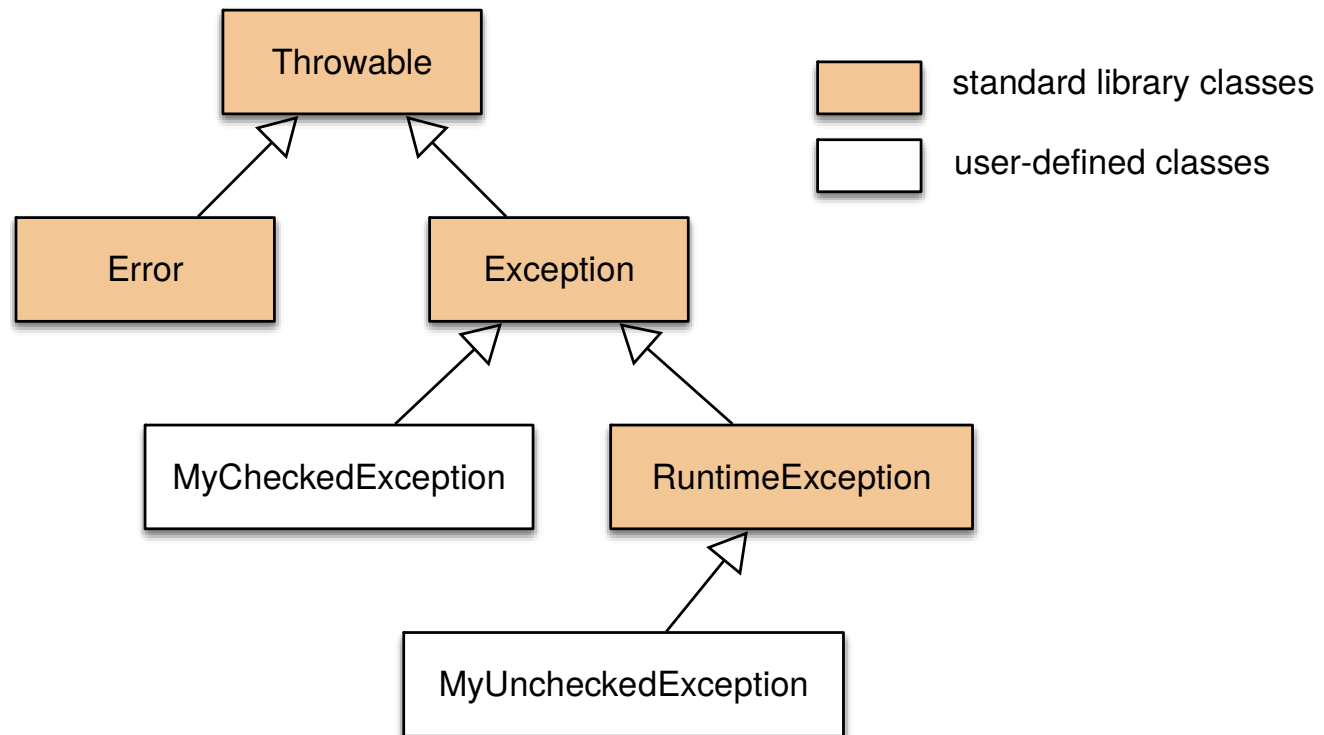 Throwable
standard library classes
user-defined classes
Error
Exception
MyCheckedException
RuntimeException
MyUncheckedException